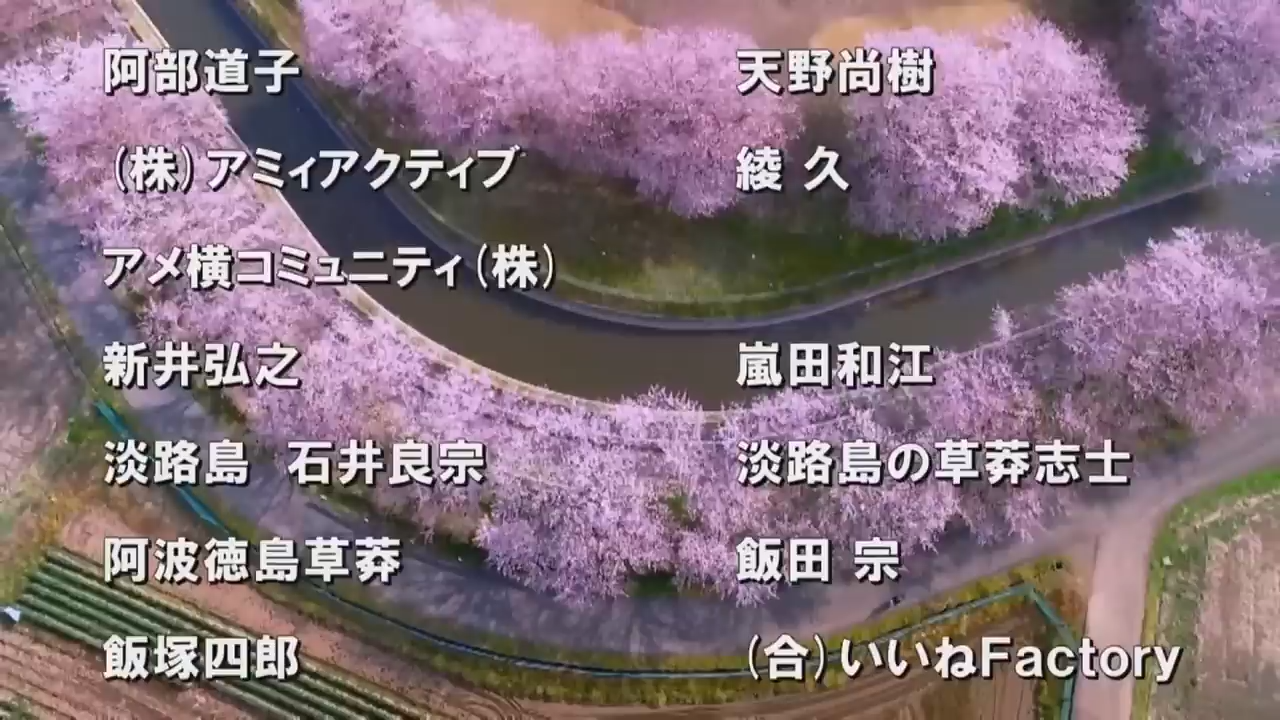 阿部道子
天野尚樹
（株）アミィアクティブ
綾 久
アメ横コミュニティ（株）
新井弘之
嵐田和江
淡路島　石井良宗
淡路島の草莽志士
阿波徳島草莽
飯田 宗
飯塚四郎
（合）いいねFactory